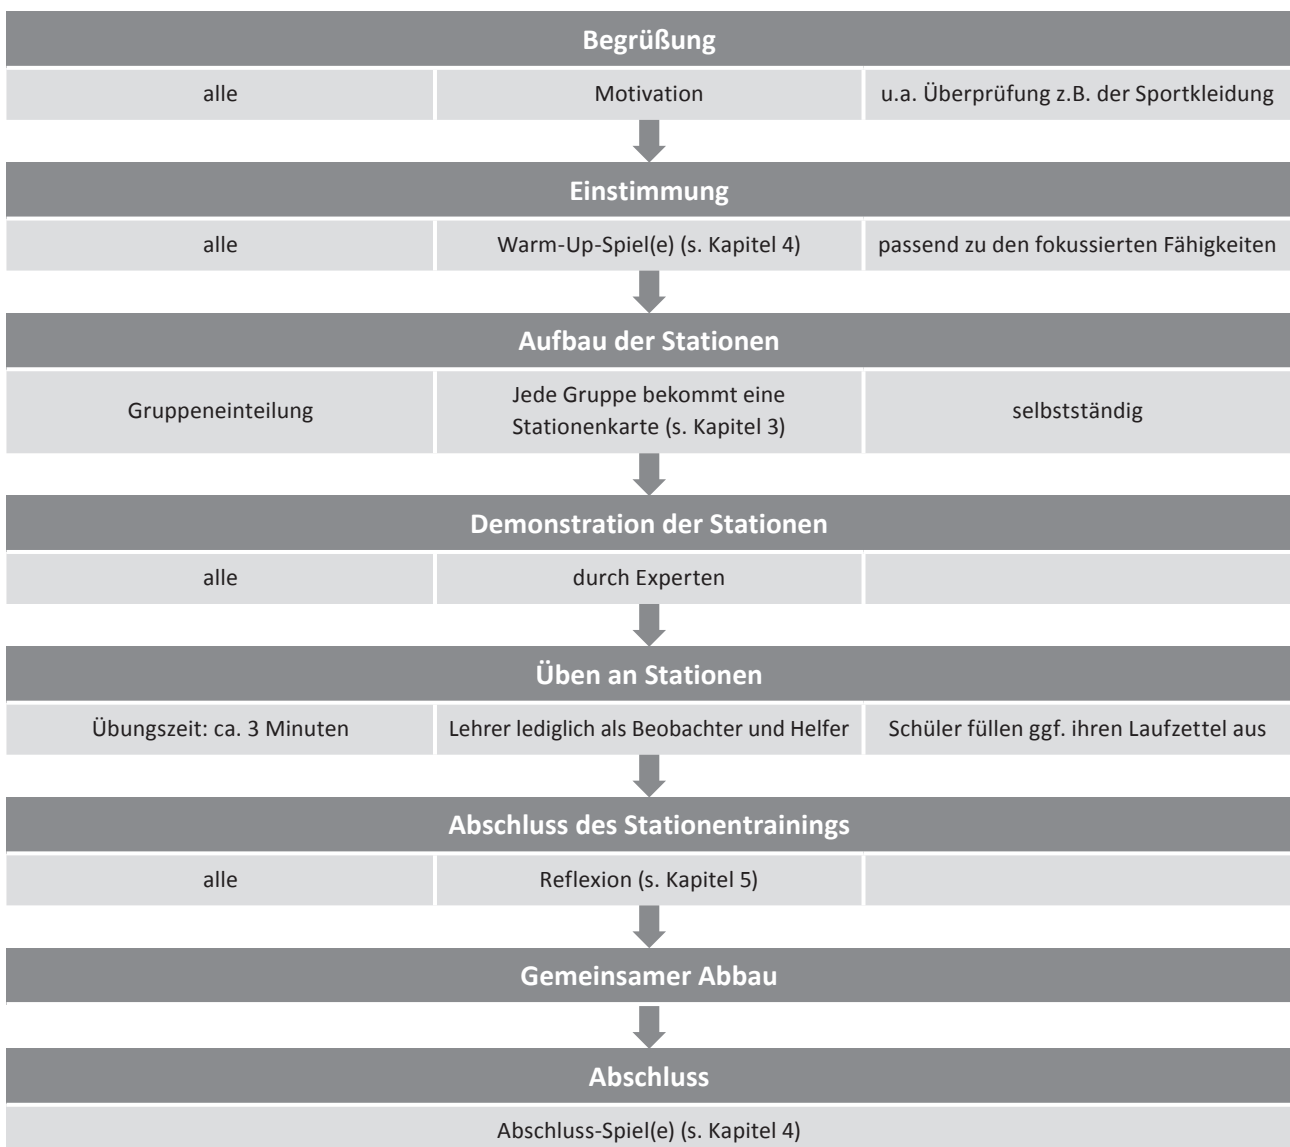 Begrüßung
alle Motivation u.a. Überprüfung z.B. der Sportkleidung
Einstimmung
alle Warm-Up-Spiel(e) (s. Kapitel 4) passend zu den fokussierten Fähigkeiten
Aufbau der Stationen
Gruppeneinteilung Jede Gruppe bekommt eine
Stationenkarte (s. Kapitel 3) selbstständig
Demonstration der Stationen
alle durch Experten
Üben an Stationen
Übungszeit: ca. 3 Minuten Lehrer lediglich als Beobachter und Helfer Schüler füllen ggf. ihren Laufzettel aus
Abschluss des Stationentrainings
alle Reflexion (s. Kapitel 5)
Gemeinsamer Abbau
Abschluss
Abschluss-Spiel(e) (s. Kapitel 4)